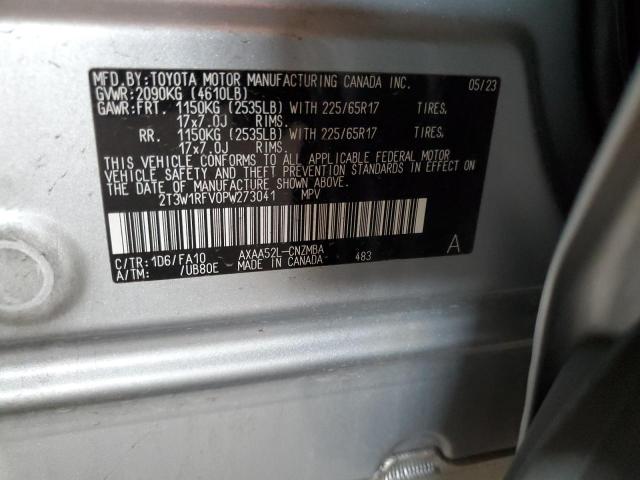 MFD. BY: TOYOTA MOTOR MANUFACTURING CANADA INC. 05/23
GVWR: 2090KG (4610LB)
GAWR: FRT. 1150KG (2535LB) WITH 225/65R17 TIRES.
17x7.0J RIMS.
RR. 1150KG (2535LB) WITH 225/65R17 TIRES.
17x7.0J RIMS.
THIS VEHICLE CONFORMS TO ALL APPLICABLE FEDERAL MOTOR
VEHICLE SAFETY AND THEFT PREVENTION STANDARDS IN EFFECT ON
THE DATE OF MANUFACTURE SHOWN ABOVE.
2T3W1RFV0PW273041 MPV
C/TR: 1D6/FA10 AXAA52L-CNZMBA 483 A
A/TM: /UB80E MADE IN CANADA